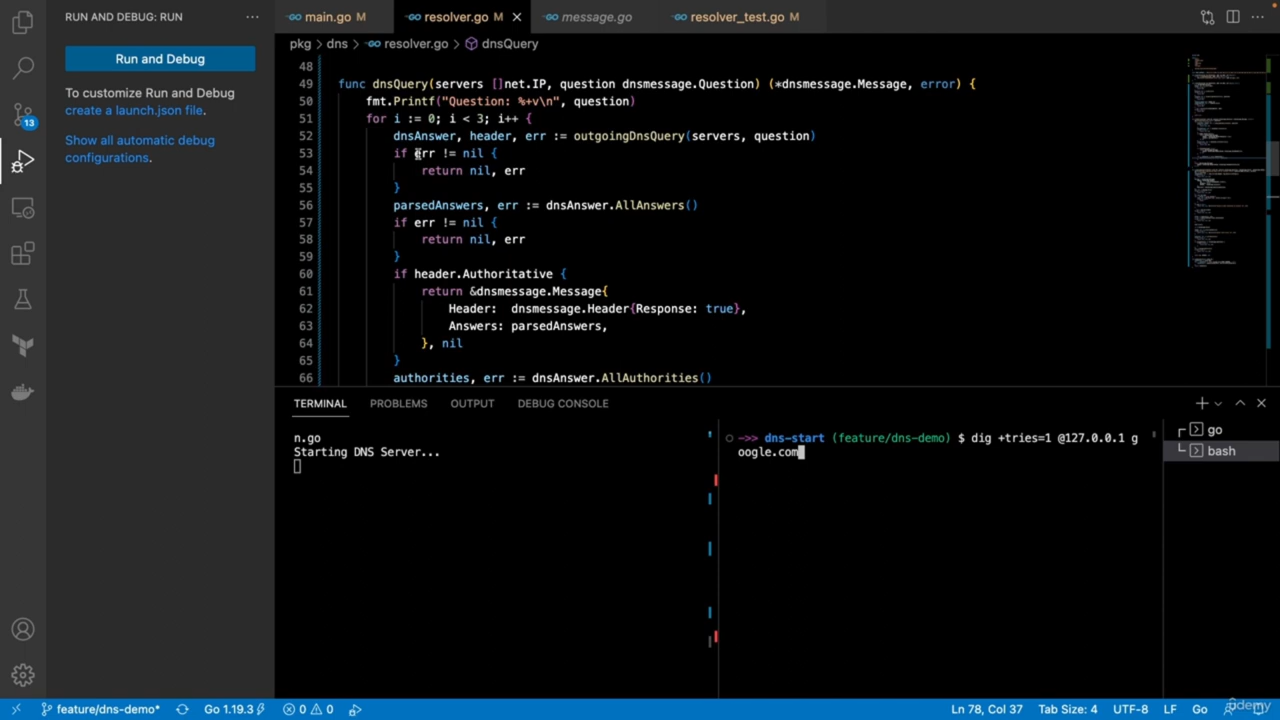 RUN AND DEBUG: RUN
Run and Debug
To customize Run and Debug
create a launch.json file.
Show all automatic debug
configurations.
13
main.go M
resolver.go M
message.go
resolver_test.go M
pkg > dns > resolver.go > dnsQuery
48
49 func dnsQuery(servers []net.IP, question dnsmessage.Question) (*dnsmessage.Message, error) {
50 fmt.Printf("Question: %+v\n", question)
51 for i := 0; i < 3; i++ {
52 dnsAnswer, header, err := outgoingDnsQuery(servers, question)
53 if err != nil {
54 return nil, err
55 }
56 parsedAnswers, err := dnsAnswer.AllAnswers()
57 if err != nil {
58 return nil, err
59 }
60 if header.Authoritative {
61 return &dnsmessage.Message{
62 Header: dnsmessage.Header{Response: true},
63 Answers: parsedAnswers,
64 }, nil
65 }
66 authorities, err := dnsAnswer.AllAuthorities()
TERMINAL PROBLEMS OUTPUT DEBUG CONSOLE
n.go
Starting DNS Server...
->> dns-start (feature/dns-demo) $ dig +tries=1 @127.0.0.1 g
oogle.com
go
bash
feature/dns-demo* Go 1.19.3 0 0 Ln 78, Col 37 Tab Size: 4 UTF-8 LF Go
udemy